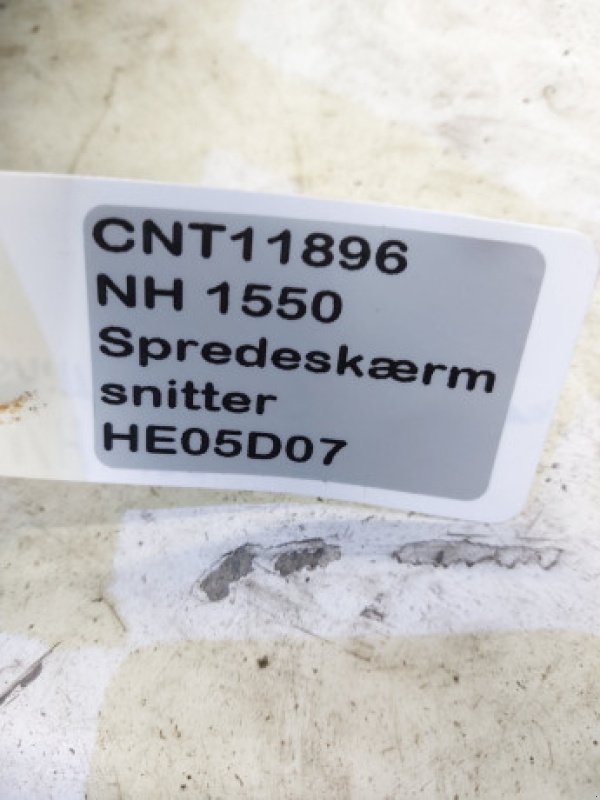 CNT11896
NH 1550
Spredeskærm
snitter
HE05D07